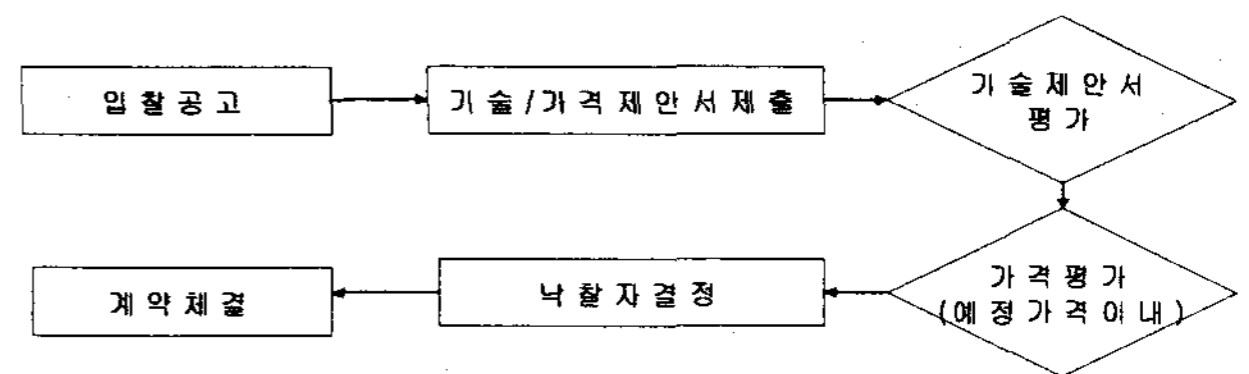 입찰공고
기술/가격제안서제출
기술제안서
평가
가격평가
(예정가격이내)
낙찰자결정
계약체결